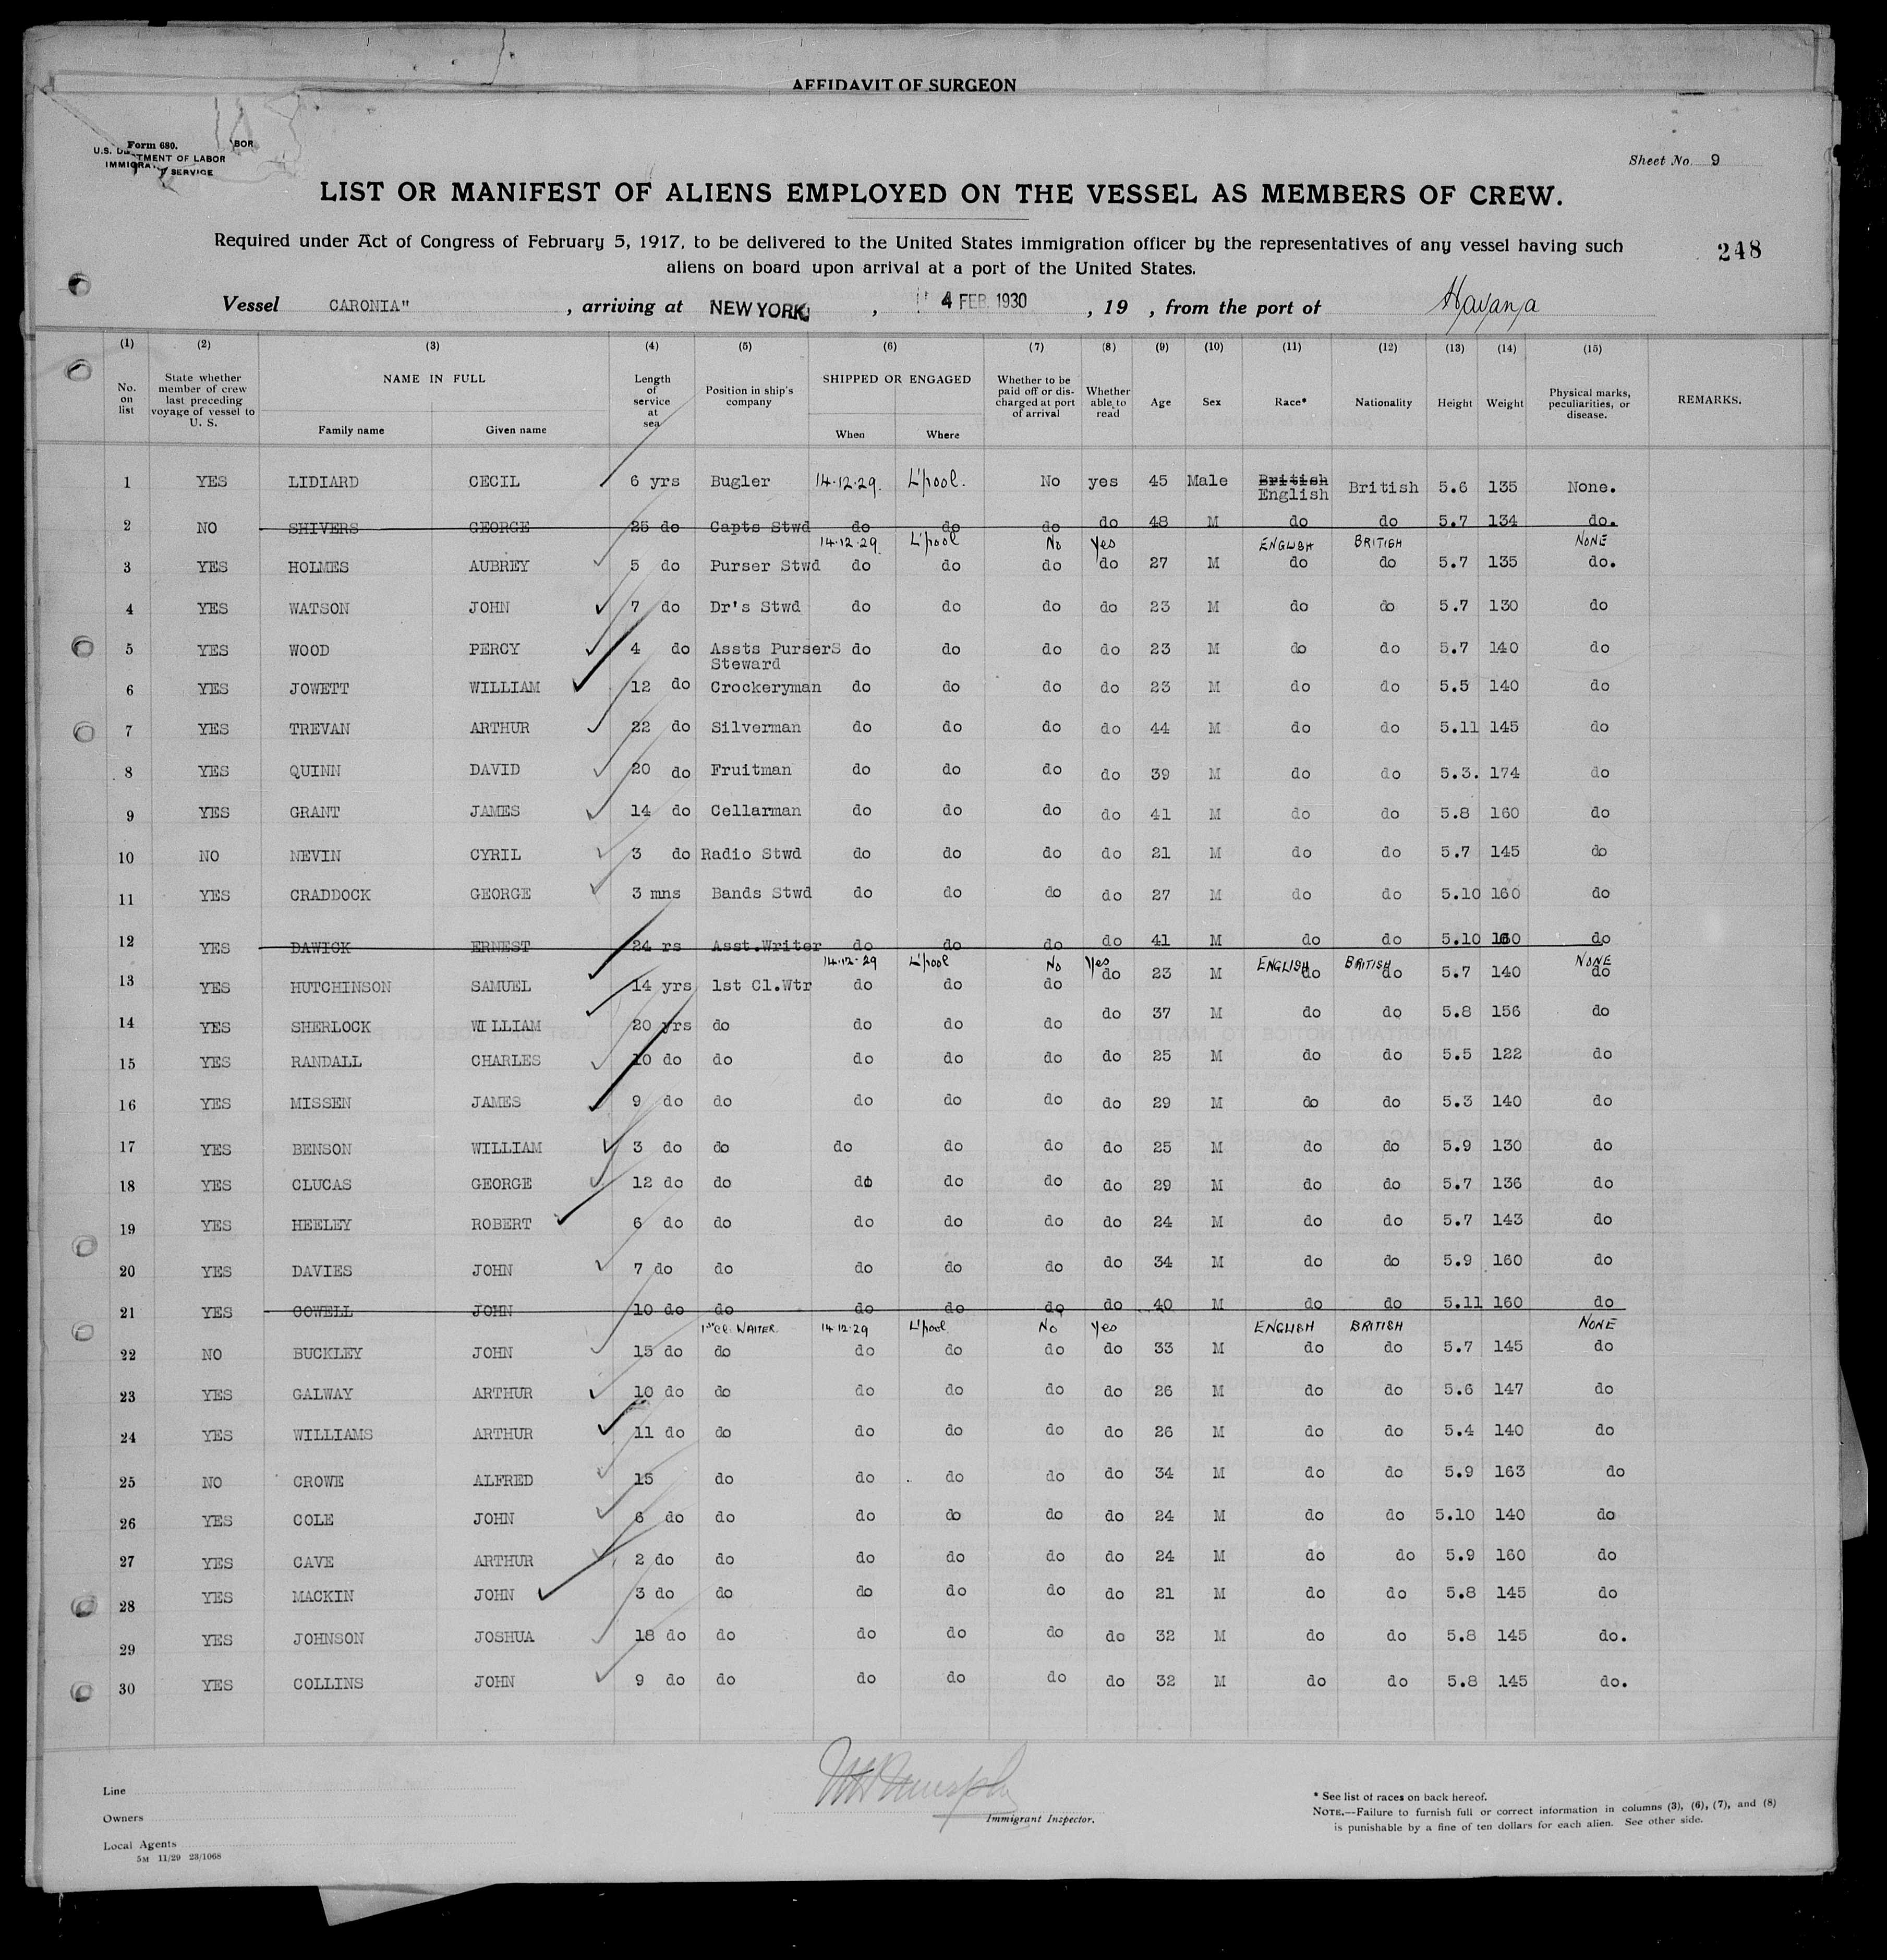 AFFIDAVIT OF SURGEON
Form 680.
BOR
U.S. DEPARTMENT OF LABOR
IMMIGRATION SERVICE
Sheet No. 9
LIST OR MANIFEST OF ALIENS EMPLOYED ON THE VESSEL AS MEMBERS OF CREW.
Required under Act of Congress of February 5, 1917, to be delivered to the United States immigration officer by the representatives of any vessel having such
aliens on board upon arrival at a port of the United States.
248
Vessel CARONIA" , arriving at NEW YORK , 4 FEB 1930 , 19 , from the port of Havana
(1) (2) (3) (4) (5) (6) (7) (8) (9) (10) (11) (12) (13) (14) (15)
No. on list State whether member of crew last preceding voyage of vessel to U. S. NAME IN FULL Family name Given name Length of service at sea Position in ship's company SHIPPED OR ENGAGED When Where Whether to be paid off or discharged at port of arrival Whether able to read Age Sex Race* Nationality Height Weight Physical marks, peculiarities, or disease. REMARKS.
1 YES LIDIARD CECIL 6 yrs Bugler 14.12.29. L'pool. No yes 45 Male British English British 5.6 135 None.
2 NO SHIVERS GEORGE 25 do Capts Stwd do do do do 48 M do do 5.7 134 do.
14.12.29. L'pool No Yes ENGLISH BRITISH NONE
3 YES HOLMES AUBREY 5 do Purser Stwd do do do do 27 M do do 5.7 135 do.
4 YES WATSON JOHN 7 do Dr's Stwd do do do do 23 M do do 5.7 130 do
5 YES WOOD PERCY 4 do Assts PurserS do do do do 23 M do do 5.7 140 do
Steward
6 YES JOWETT WILLIAM 12 do Crockeryman do do do do 23 M do do 5.5 140 do
7 YES TREVAN ARTHUR 22 do Silverman do do do do 44 M do do 5.11 145 do
8 YES QUINN DAVID 20 do Fruitman do do do do 39 M do do 5.3. 174 do
9 YES GRANT JAMES 14 do Cellarman do do do do 41 M do do 5.8 160 do
10 NO NEVIN CYRIL 3 do Radio Stwd do do do do 21 M do do 5.7 145 do
11 YES CRADDOCK GEORGE 3 mns Bands Stwd do do do do 27 M do do 5.10 160 do
12 YES DAWICK ERNEST 24 rs Asst.Writer do do do do 41 M do do 5.10 160 do
14.12.29 L'pool No Yes ENGLISH BRITISH NONE
13 YES HUTCHINSON SAMUEL 14 yrs 1st Cl.Wtr do do do do 23 M do do 5.7 140 do
14 YES SHERLOCK WILLIAM 20 yrs do do do do do 37 M do do 5.8 156 do
15 YES RANDALL CHARLES 10 do do do do do do 25 M do do 5.5 122 do
16 YES MISSEN JAMES 9 do do do do do do 29 M do do 5.3 140 do
17 YES BENSON WILLIAM 3 do do do do do do 25 M do do 5.9 130 do
18 YES CLUCAS GEORGE 12 do do do do do do 29 M do do 5.7 136 do
19 YES HEELEY ROBERT 6 do do do do do do 24 M do do 5.7 143 do
20 YES DAVIES JOHN 7 do do do do do do 34 M do do 5.9 160 do
21 YES COWELL JOHN 10 do do do do do do 40 M do do 5.11 160 do
1st Cl. WAITER 14.12.29 L'pool No Yes ENGLISH BRITISH NONE
22 NO BUCKLEY JOHN 15 do do do do do do 33 M do do 5.7 145 do
23 YES GALWAY ARTHUR 10 do do do do do do 26 M do do 5.6 147 do
24 YES WILLIAMS ARTHUR 11 do do do do do do 26 M do do 5.4 140 do
25 NO CROWE ALFRED 15 do do do do do 34 M do do 5.9 163 do
26 YES COLE JOHN 6 do do do do do do 24 M do do 5.10 140 do
27 YES CAVE ARTHUR 2 do do do do do do 24 M do do 5.9 160 do
28 YES MACKIN JOHN 3 do do do do do do 21 M do do 5.8 145 do
29 YES JOHNSON JOSHUA 18 do do do do do do 32 M do do 5.8 145 do.
30 YES COLLINS JOHN 9 do do do do do do 32 M do do 5.8 145 do.
Line
Owners
Local Agents
5M 11/29 23/1068
Immigrant Inspector.
* See list of races on back hereof.
NOTE.—Failure to furnish full or correct information in columns (3), (6), (7), and (8)
is punishable by a fine of ten dollars for each alien. See other side.